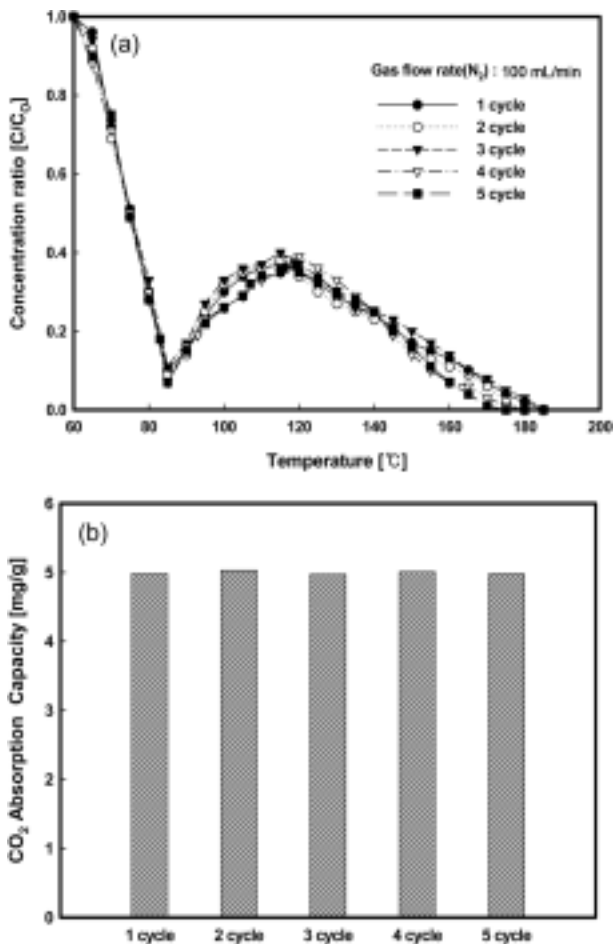 (a)
Gas flow rate(N₂) : 100 mL/min
1 cycle
2 cycle
3 cycle
4 cycle
5 cycle
Concentration ratio [C/C₀]
1.0
0.8
0.6
0.4
0.2
0.0
60 80 100 120 140 160 180 200
Temperature [℃]
(b)
CO₂ Absorption Capacity [mg/g]
6
5
4
3
2
1
0
1 cycle 2 cycle 3 cycle 4 cycle 5 cycle